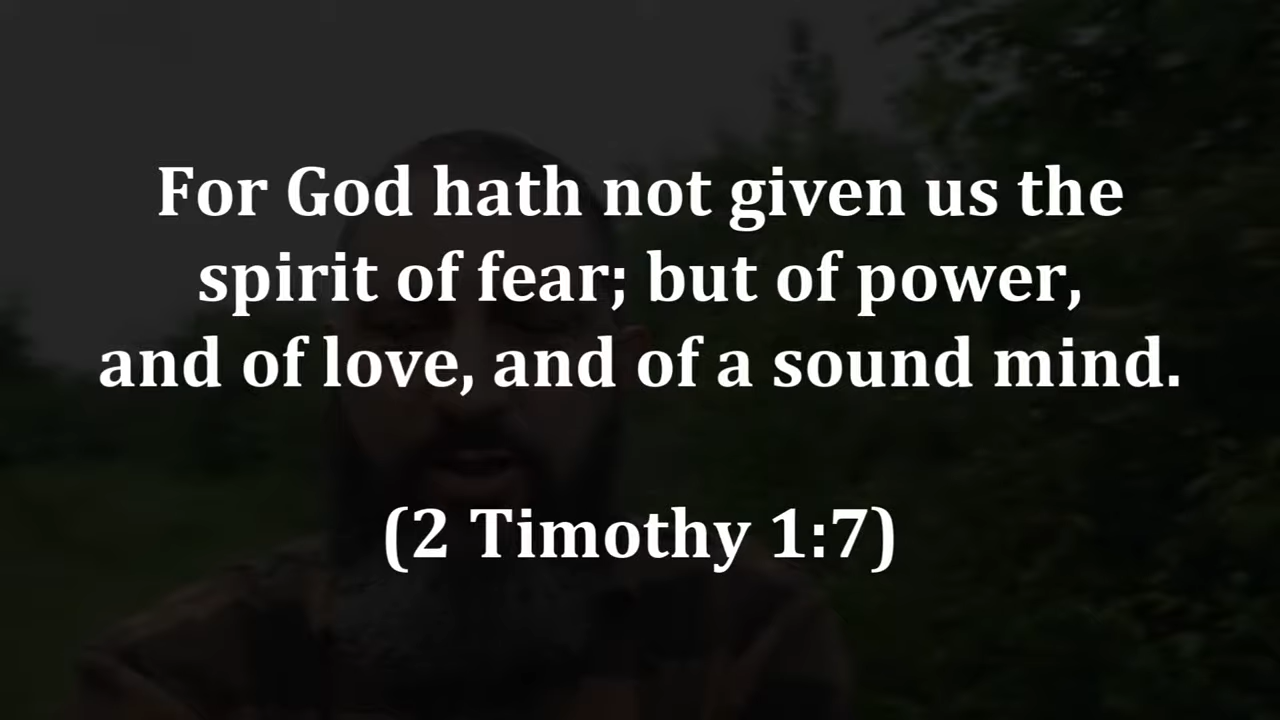 For God hath not given us the
spirit of fear; but of power,
and of love, and of a sound mind.
(2 Timothy 1:7)